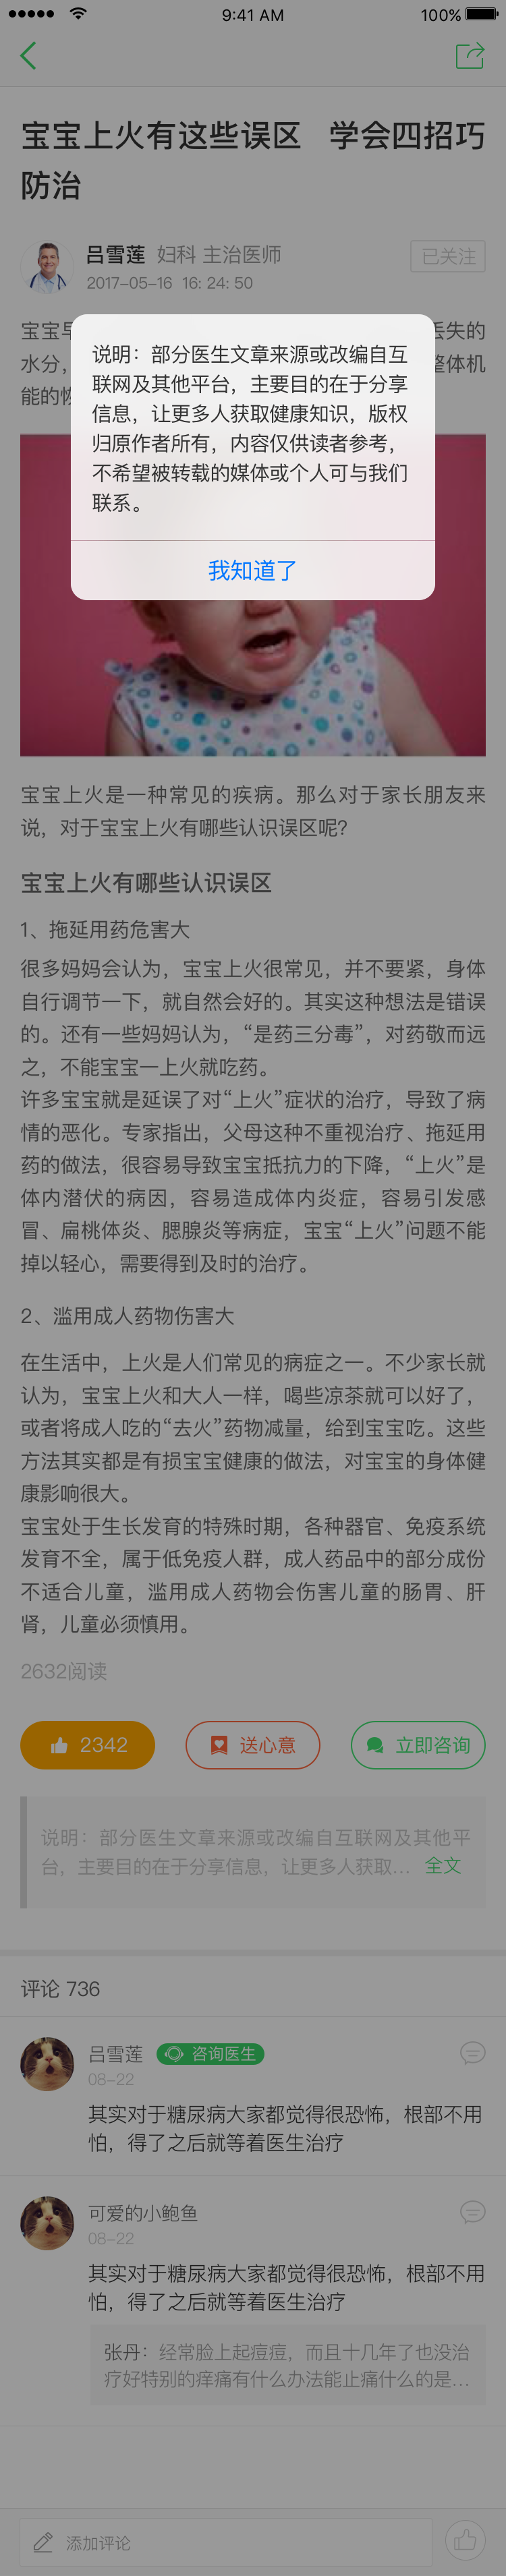 9:41 AM
100%
宝宝上火有这些误区 学会四招巧
防治
吕雪莲 妇科 主治医师
已关注
2017-05-16 16: 24: 50
宝宝
丢失的
水分，
整体机
能的
说明：部分医生文章来源或改编自互
联网及其他平台，主要目的在于分享
信息，让更多人获取健康知识，版权
归原作者所有，内容仅供读者参考，
不希望被转载的媒体或个人可与我们
联系。
我知道了
宝宝上火是一种常见的疾病。那么对于家长朋友来
说，对于宝宝上火有哪些认识误区呢？
宝宝上火有哪些认识误区
1、拖延用药危害大
很多妈妈会认为，宝宝上火很常见，并不要紧，身体
自行调节一下，就自然会好的。其实这种想法是错误
的。还有一些妈妈认为，“是药三分毒”，对药敬而远
之，不能宝宝一上火就吃药。
许多宝宝就是延误了对“上火”症状的治疗，导致了病
情的恶化。专家指出，父母这种不重视治疗、拖延用
药的做法，很容易导致宝宝抵抗力的下降，“上火”是
体内潜伏的病因，容易造成体内炎症，容易引发感
冒、扁桃体炎、腮腺炎等病症，宝宝“上火”问题不能
掉以轻心，需要得到及时的治疗。
2、滥用成人药物伤害大
在生活中，上火是人们常见的病症之一。不少家长就
认为，宝宝上火和大人一样，喝些凉茶就可以好了，
或者将成人吃的“去火”药物减量，给到宝宝吃。这些
方法其实都是有损宝宝健康的做法，对宝宝的身体健
康影响很大。
宝宝处于生长发育的特殊时期，各种器官、免疫系统
发育不全，属于低免疫人群，成人药品中的部分成份
不适合儿童，滥用成人药物会伤害儿童的肠胃、肝
肾，儿童必须慎用。
2632阅读
2342
送心意
立即咨询
说明：部分医生文章来源或改编自互联网及其他平
台，主要目的在于分享信息，让更多人获取... 全文
评论 736
吕雪莲 咨询医生
08-22
其实对于糖尿病大家都觉得很恐怖，根部不用
怕，得了之后就等着医生治疗
可爱的小鲍鱼
08-22
其实对于糖尿病大家都觉得很恐怖，根部不用
怕，得了之后就等着医生治疗
张丹：经常脸上起痘痘，而且十几年了也没治
疗好特别的痒痛有什么办法能止痛什么的是...
添加评论